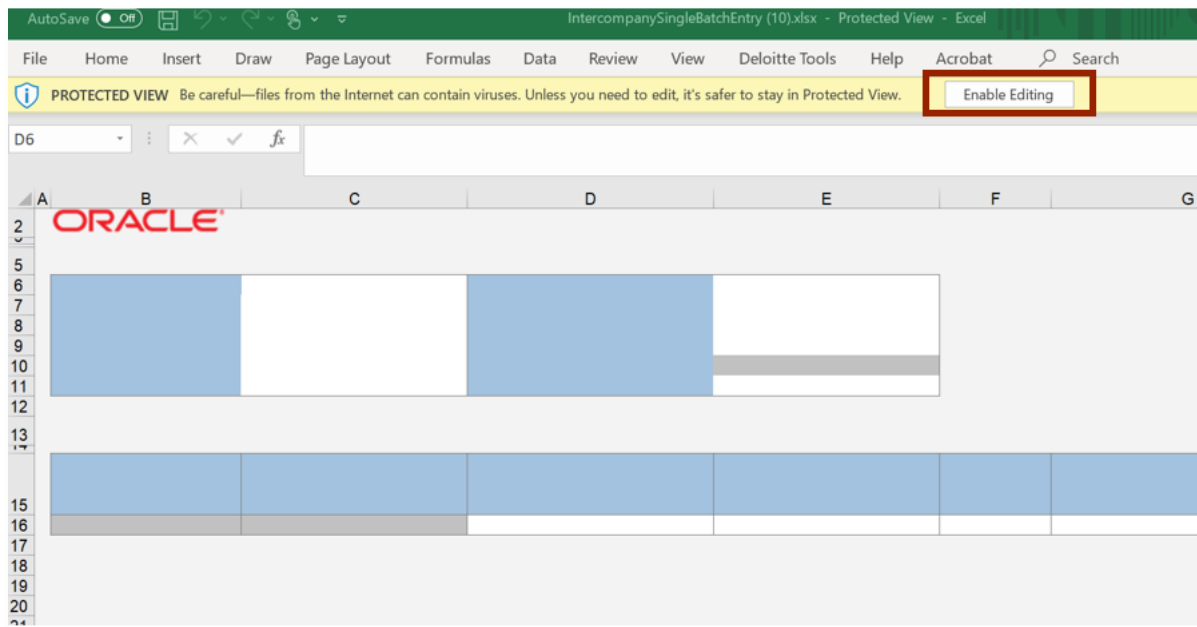 AutoSave Off IntercompanySingleBatchEntry (10).xlsx - Protected View - Excel
File Home Insert Draw Page Layout Formulas Data Review View Deloitte Tools Help Acrobat Search
PROTECTED VIEW Be careful—files from the Internet can contain viruses. Unless you need to edit, it's safer to stay in Protected View. Enable Editing
D6 fx
A B C D E F G
2 ORACLE
5
6
7
8
9
10
11
12
13
15
16
17
18
19
20